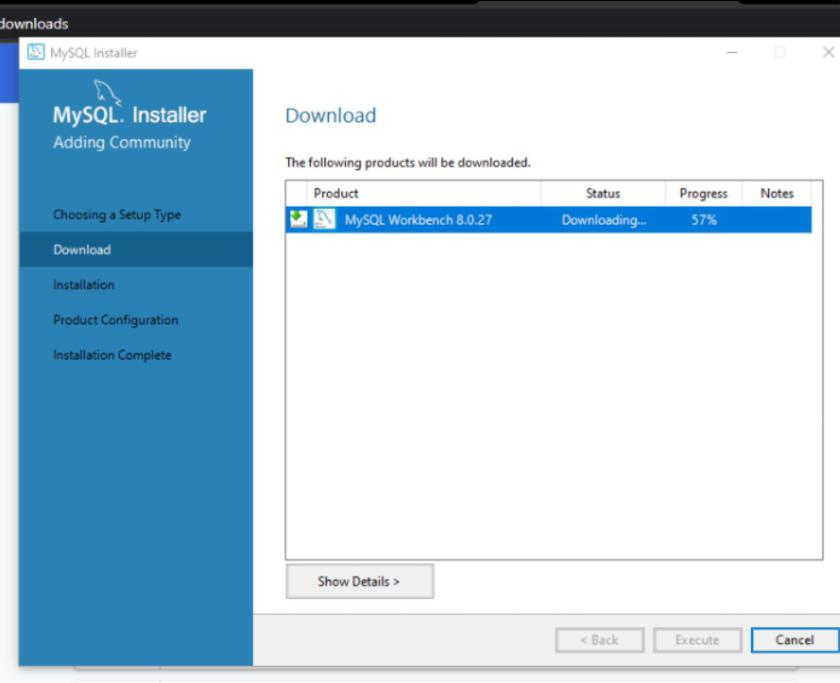 downloads
MySQL Installer
MySQL. Installer
Adding Community
Choosing a Setup Type
Download
Installation
Product Configuration
Installation Complete
Download
The following products will be downloaded.
Product Status Progress Notes
MySQL Workbench 8.0.27 Downloading... 57%
Show Details >
< Back Execute Cancel